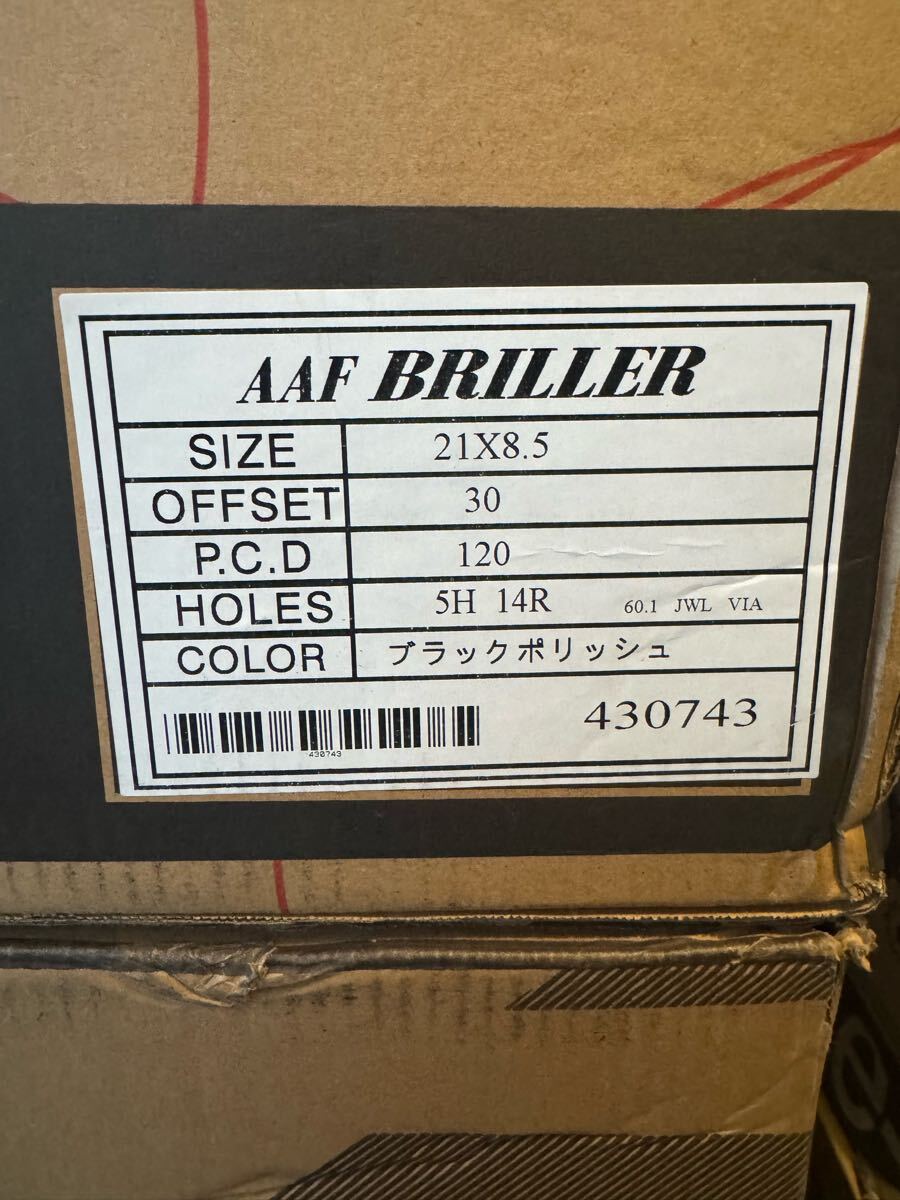 AAF BRILLER
SIZE 21X8.5
OFFSET 30
P.C.D 120
HOLES 5H 14R 60.1 JWL VIA
COLOR ブラックポリッシュ
430743
430743